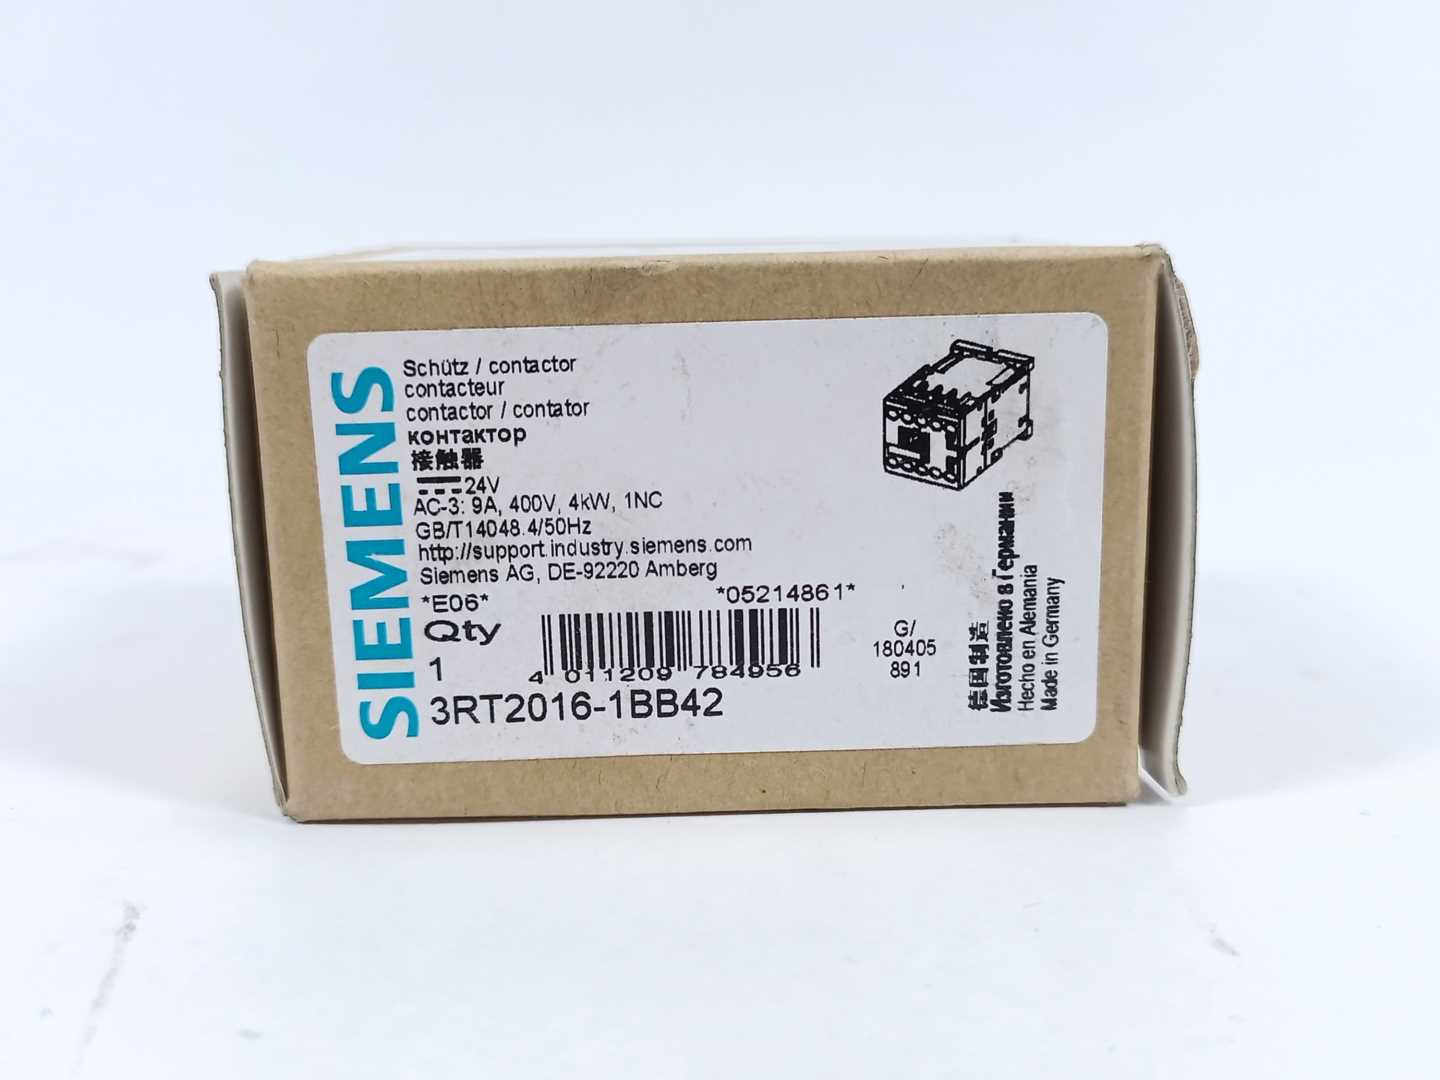 SIEMENS
Schütz / contactor
contacteur
contactor / contator
контактор
接触器
24V
AC-3: 9A, 400V, 4kW, 1NC
GB/T14048.4/50Hz
http://support.industry.siemens.com
Siemens AG, DE-92220 Amberg
*E06*
*05214861*
Qty
1
4 011209 784956
3RT2016-1BB42
G/
180405
891
德国制造
Изготовлено в Германии
Hecho en Alemania
Made in Germany